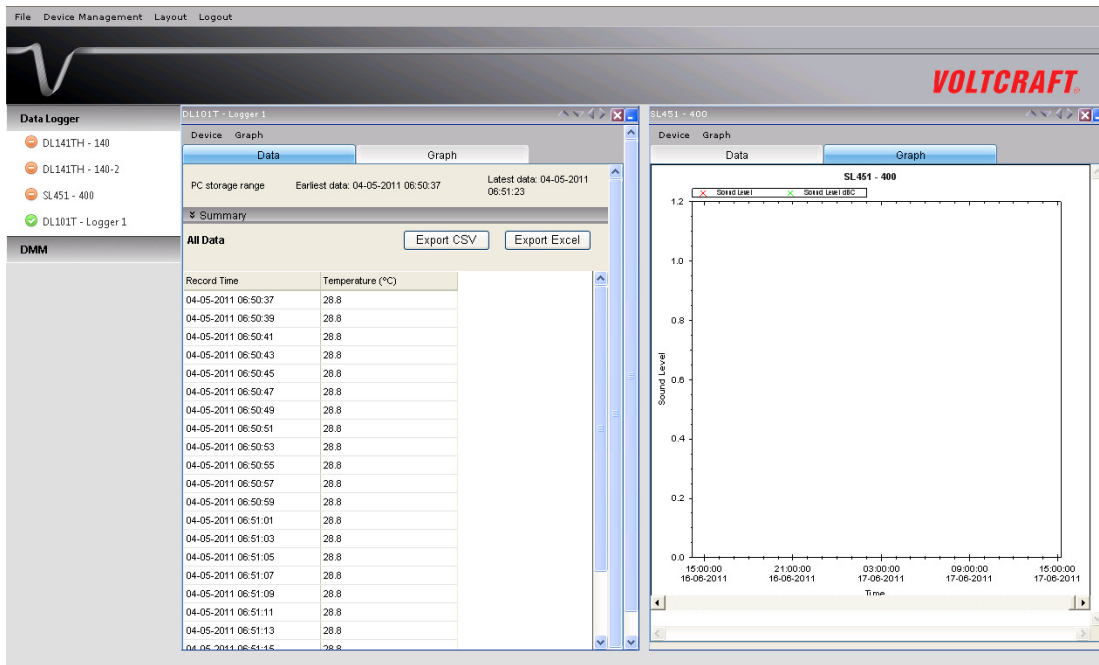 File Device Management Layout Logout
VOLTCRAFT®
Data Logger
DL141TH - 140
DL141TH - 140-2
SL451 - 400
DL101T - Logger 1
DMM
DL101T - Logger 1
Device Graph
Data Graph
PC storage range Earliest data: 04-05-2011 06:50:37 Latest data: 04-05-2011
06:51:23
Summary
All Data Export CSV Export Excel
Record Time Temperature (°C)
04-05-2011 06:50:37 28.8
04-05-2011 06:50:39 28.8
04-05-2011 06:50:41 28.8
04-05-2011 06:50:43 28.8
04-05-2011 06:50:45 28.8
04-05-2011 06:50:47 28.8
04-05-2011 06:50:49 28.8
04-05-2011 06:50:51 28.8
04-05-2011 06:50:53 28.8
04-05-2011 06:50:55 28.8
04-05-2011 06:50:57 28.8
04-05-2011 06:50:59 28.8
04-05-2011 06:51:01 28.8
04-05-2011 06:51:03 28.8
04-05-2011 06:51:05 28.8
04-05-2011 06:51:07 28.8
04-05-2011 06:51:09 28.8
04-05-2011 06:51:11 28.8
04-05-2011 06:51:13 28.8
04-05-2011 06:51:15 28.8
SL451 - 400
Device Graph
Data Graph
SL451 - 400
Sound Level Sound Level dBC
1.2
1.0
0.8
0.6
0.4
0.2
0.0
Sound Level
15:00:00 21:00:00 03:00:00 09:00:00 15:00:00
16-06-2011 16-06-2011 17-06-2011 17-06-2011 17-06-2011
Time